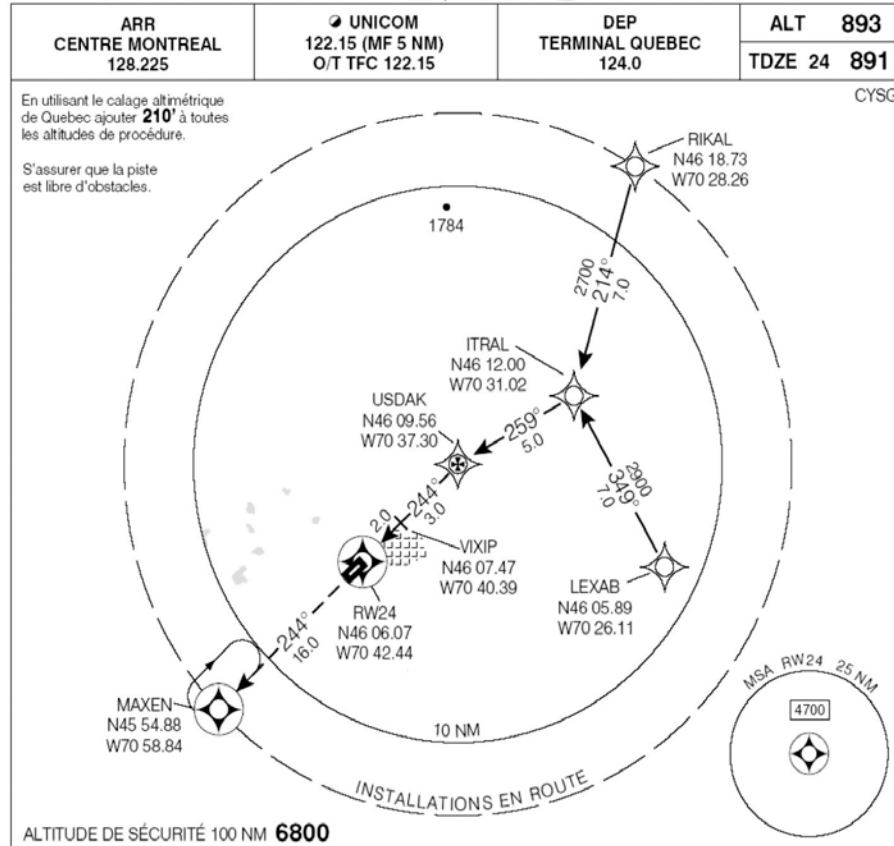 ARR
CENTRE MONTREAL
128.225
UNICOM
122.15 (MF 5 NM)
O/T TFC 122.15
DEP
TERMINAL QUEBEC
124.0
ALT 893
TDZE 24 891
CYSG
En utilisant le calage altimétrique
de Quebec ajouter 210' à toutes
les altitudes de procédure.
S'assurer que la piste
est libre d'obstacles.
RIKAL
N46 18.73
W70 28.26
1784
2700
214°
7.0
ITRAL
N46 12.00
W70 31.02
USDAK
N46 09.56
W70 37.30
259°
5.0
2900
349°
7.0
244°
3.0
2.0
VIXIP
N46 07.47
W70 40.39
LEXAB
N46 05.89
W70 26.11
RW24
N46 06.07
W70 42.44
244°
16.0
MAXEN
N45 54.88
W70 58.84
10 NM
INSTALLATIONS EN ROUTE
MSA RW24 25 NM
4700
ALTITUDE DE SÉCURITÉ 100 NM 6800